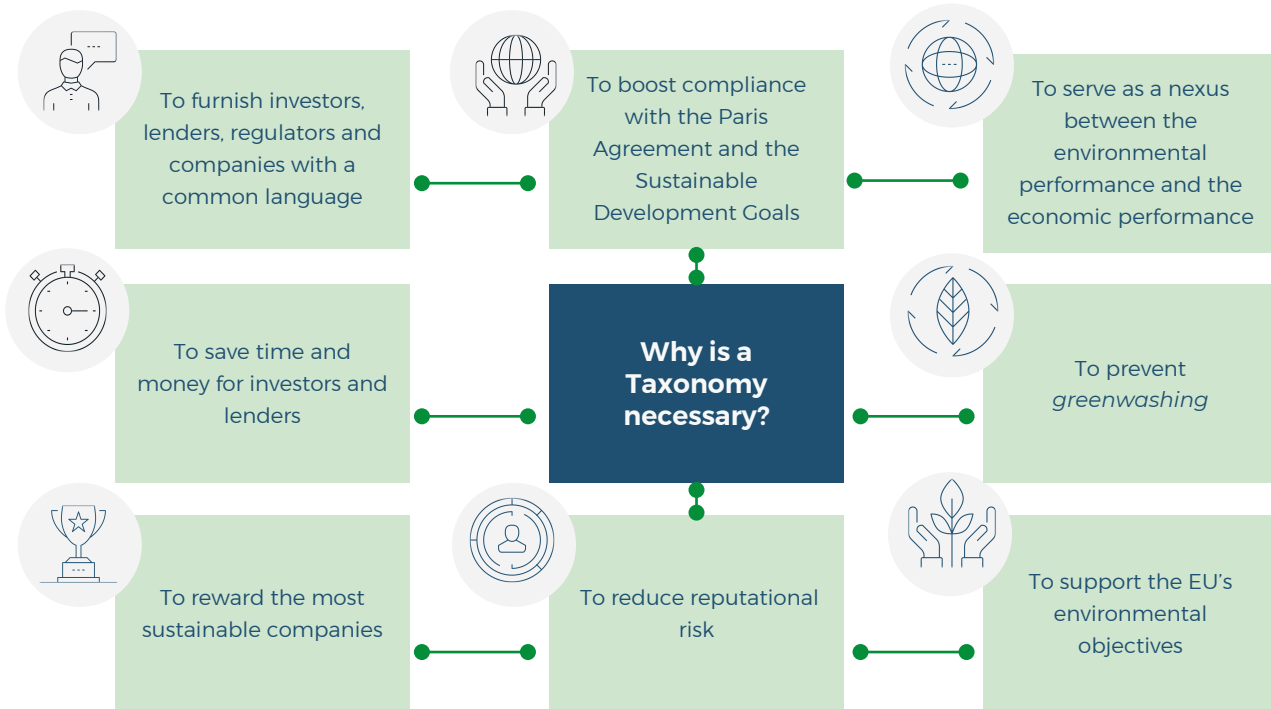 To furnish investors,
lenders, regulators and
companies with a
common language
To boost compliance
with the Paris
Agreement and the
Sustainable
Development Goals
To serve as a nexus
between the
environmental
performance and the
economic performance
To save time and
money for investors and
lenders
Why is a
Taxonomy
necessary?
To prevent
greenwashing
To reward the most
sustainable companies
To reduce reputational
risk
To support the EU’s
environmental
objectives